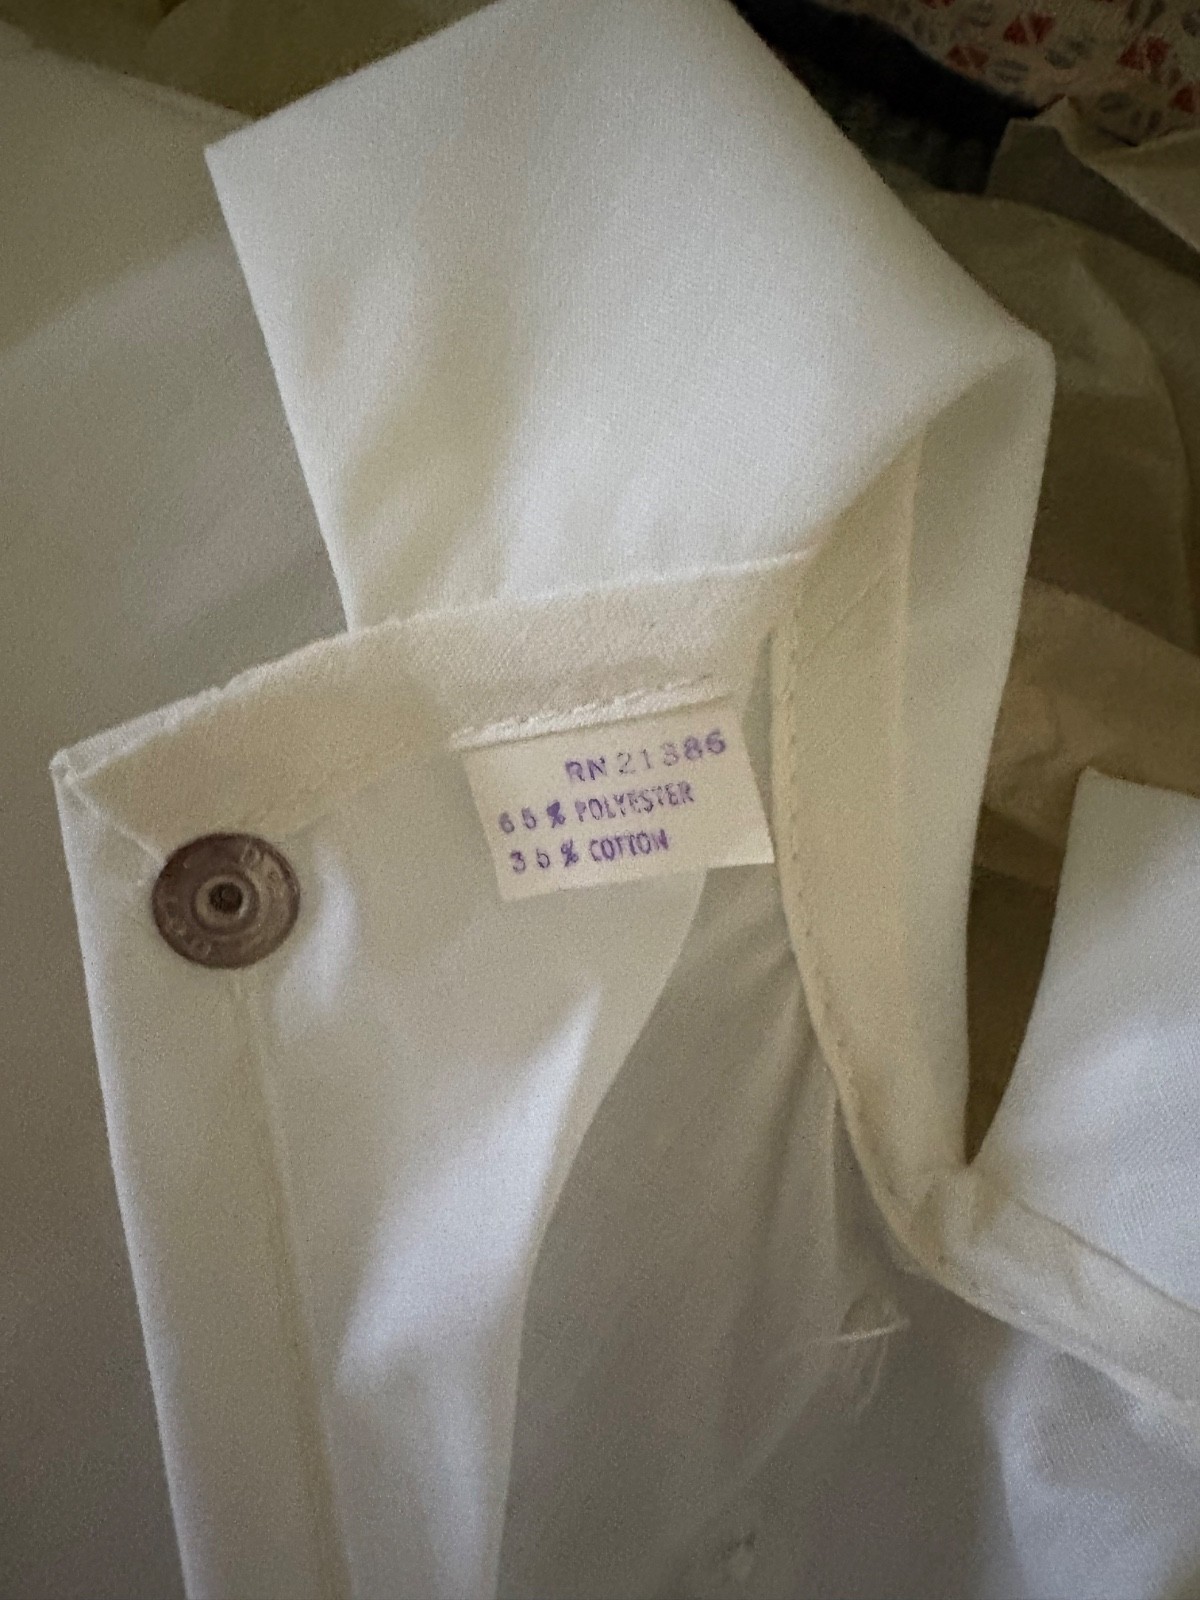 RN 21386
65% POLYESTER
35% COTTON